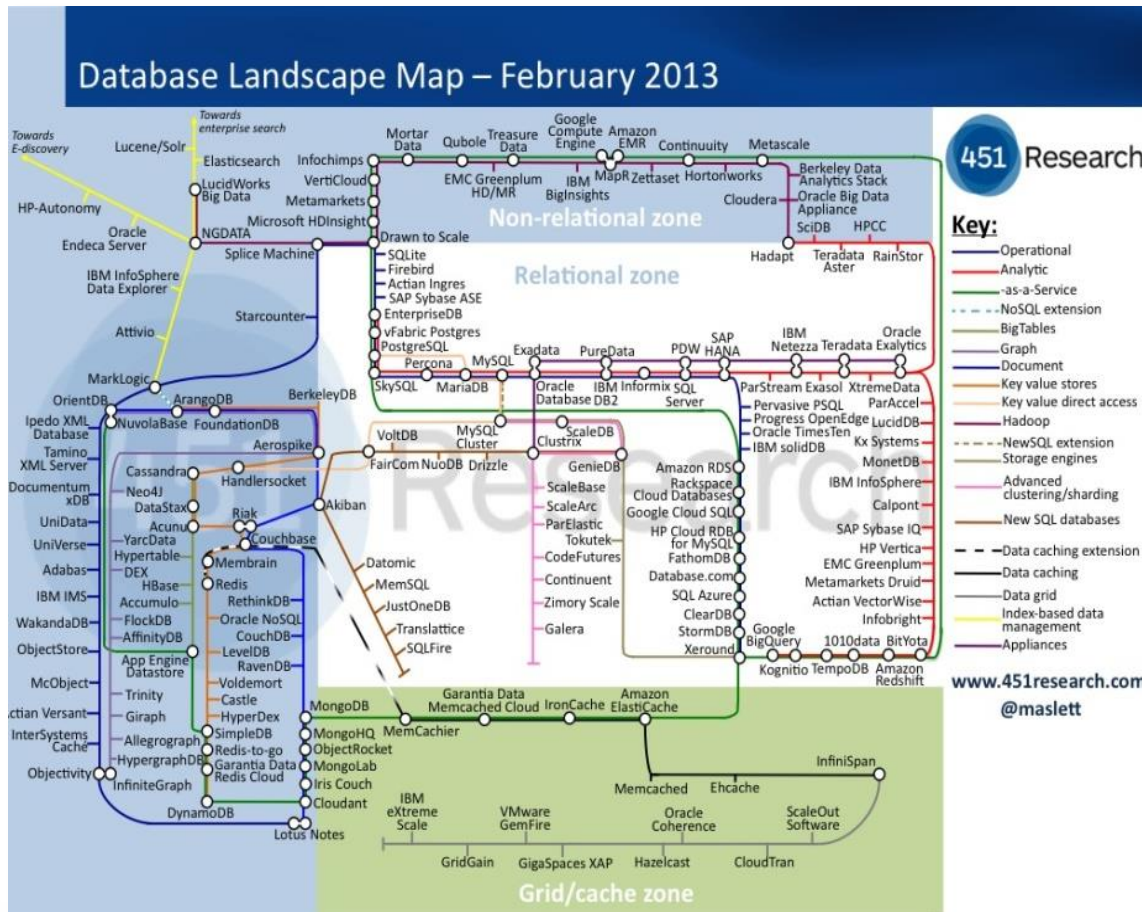 Database Landscape Map – February 2013
451 Research
Towards
E-discovery
Towards
enterprise search
Lucene/Solr
Elasticsearch
LucidWorks
Big Data
HP-Autonomy
Oracle
Endeca Server
NGDATA
IBM InfoSphere
Data Explorer
Attivio
MarkLogic
Splice Machine
Starcounter
Infochimps
VertiCloud
Metamarkets
Microsoft HDInsight
Drawn to Scale
Mortar
Data
Qubole
Treasure
Data
Google
Compute
Engine
Amazon
EMR
Continuuity
Metascale
EMC Greenplum
HD/MR
IBM
BigInsights
MapR
Zettaset
Hortonworks
Cloudera
Berkeley Data
Analytics Stack
Oracle Big Data
Appliance
Non-relational zone
Relational zone
Hadapt
SciDB
Teradata
Aster
HPCC
RainStor
SQLite
Firebird
Actian Ingres
SAP Sybase ASE
EnterpriseDB
vFabric Postgres
PostgreSQL
SkySQL
Percona
MariaDB
MySQL
Exadata
Oracle
Database
PureData
IBM
DB2
Informix
PDW
SQL
Server
SAP
HANA
IBM
Netezza
Teradata
Oracle
Exalytics
ParStream
Exasol
XtremeData
ParAccel
LucidDB
Kx Systems
MonetDB
IBM InfoSphere
Calpont
SAP Sybase IQ
HP Vertica
EMC Greenplum
Metamarkets Druid
Actian VectorWise
Infobright
Pervasive PSQL
Progress OpenEdge
Oracle TimesTen
IBM solidDB
Amazon RDS
Rackspace
Cloud Databases
Google Cloud SQL
HP Cloud RDB
for MySQL
FathomDB
Database.com
SQL Azure
ClearDB
StormDB
Xeround
Google
BigQuery
Kognitio
1010data
TempoDB
BitYota
Amazon
Redshift
OrientDB
NuvolaBase
ArangoDB
FoundationDB
BerkeleyDB
Aerospike
Ipedo XML
Database
Tamino
XML Server
Documentum
xDB
UniData
UniVerse
Adabas
IBM IMS
WakandaDB
ObjectStore
McObject
ctian Versant
InterSystems
Cache
Objectivity
Cassandra
Handlersocket
Neo4J
DataStax
Acunu
YarcData
Hypertable
DEX
HBase
Accumulo
FlockDB
AffinityDB
App Engine
Datastore
Trinity
Giraph
Allegrograph
HypergraphDB
InfiniteGraph
Riak
Couchbase
Membrain
Redis
Oracle NoSQL
LevelDB
Voldemort
Castle
HyperDex
SimpleDB
Redis-to-go
Garantia Data
Redis Cloud
DynamoDB
RethinkDB
CouchDB
RavenDB
MongoDB
MongoHQ
ObjectRocket
MongoLab
Iris Couch
Cloudant
Lotus Notes
Akiban
VoltDB
FairCom
NuoDB
Drizzle
MySQL
Cluster
Clustrix
ScaleDB
GenieDB
ScaleBase
ScaleArc
ParElastic
Tokutek
CodeFutures
Continuent
Zimory Scale
Galera
Datomic
MemSQL
JustOneDB
Translattice
SQLFire
451 Research
MemCachier
Garantia Data
Memcached Cloud
IronCache
Amazon
ElastiCache
Memcached
Ehcache
InfiniSpan
IBM
eXtreme
Scale
GridGain
VMware
GemFire
GigaSpaces XAP
Oracle
Coherence
Hazelcast
CloudTran
ScaleOut
Software
Grid/cache zone
Key:
Operational
Analytic
-as-a-Service
NoSQL extension
BigTables
Graph
Document
Key value stores
Key value direct access
Hadoop
NewSQL extension
Storage engines
Advanced
clustering/sharding
New SQL databases
Data caching extension
Data caching
Data grid
Index-based data
management
Appliances
www.451research.com
@maslett